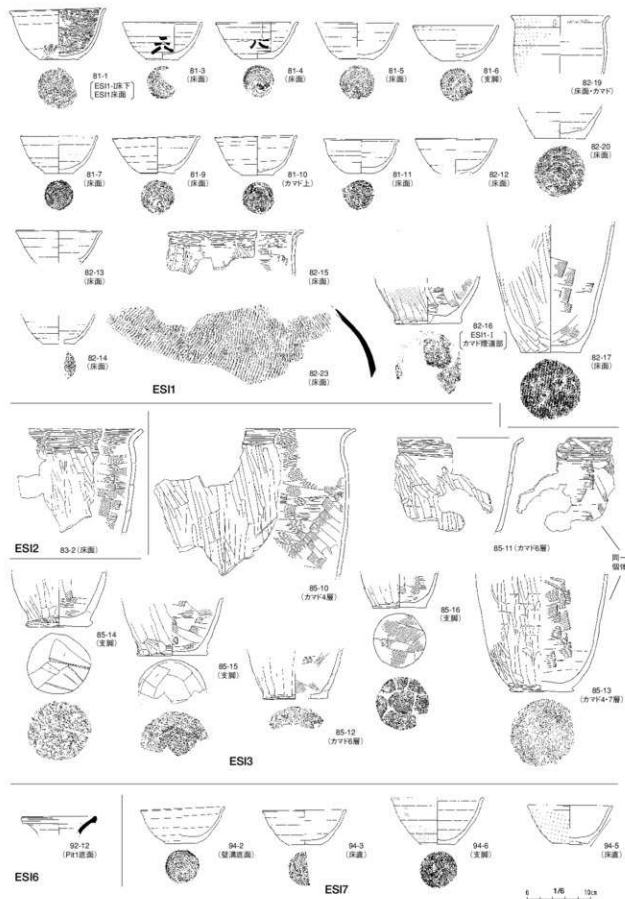 81-1
ESI1-Ⅰ床下
ESI1床面
81-3
(床面)
81-4
(床面)
81-5
(床面)
81-6
(支脚)
82-19
(床面・カマド)
82-20
(床面)
81-7
(床面)
81-9
(床面)
81-10
(カマド上)
81-11
(床面)
82-12
(床面)
82-13
(床面)
82-15
(床面)
82-16
ESI1-Ⅰ
カマド煙道部
82-17
(床面)
82-14
(床面)
82-23
(床面)
ESI1
ESI2
83-2(床面)
85-10
(カマド4層)
85-11(カマド6層)
同一
個体
85-14
(支脚)
85-15
(支脚)
85-16
(支脚)
85-12
(カマド6層)
85-13
(カマド4・7層)
ESI3
92-12
(Pit1底面)
ESI6
94-2
(壁溝底面)
94-3
(床直)
94-6
(支脚)
94-5
(床直)
ESI7
0 1/6 10cm